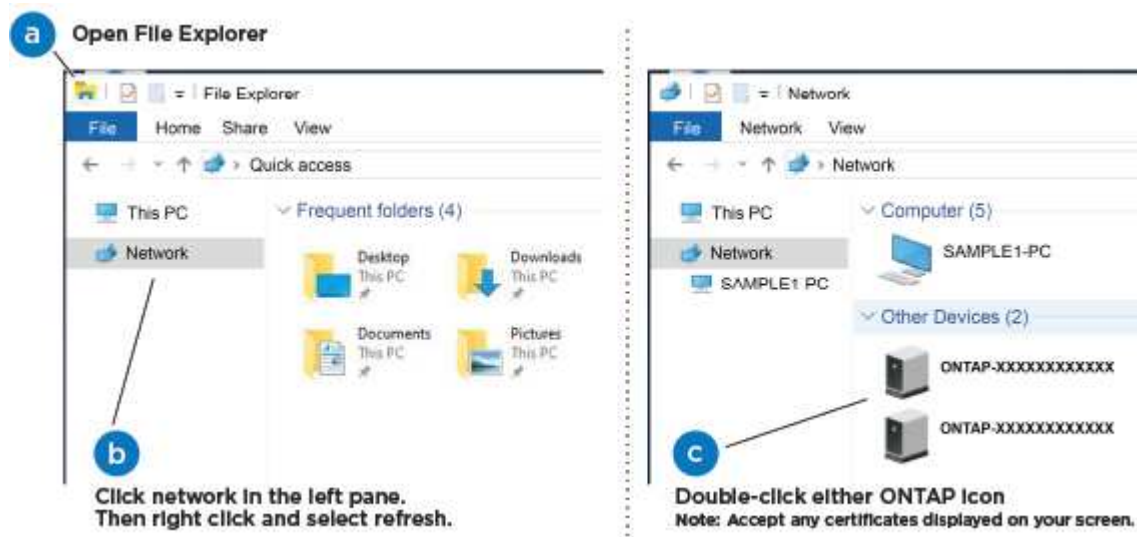 a Open File Explorer
File Explorer
File Home Share View
Quick access
This PC
Network
Frequent folders (4)
Desktop
This PC
Downloads
This PC
Documents
This PC
Pictures
This PC
b
Click network in the left pane.
Then right click and select refresh.
Network
File Network View
Network
This PC
Network
SAMPLE1 PC
Computer (5)
SAMPLE1-PC
Other Devices (2)
ONTAP-XXXXXXXXXXXX
ONTAP-XXXXXXXXXXXX
c
Double-click either ONTAP icon
Note: Accept any certificates displayed on your screen.